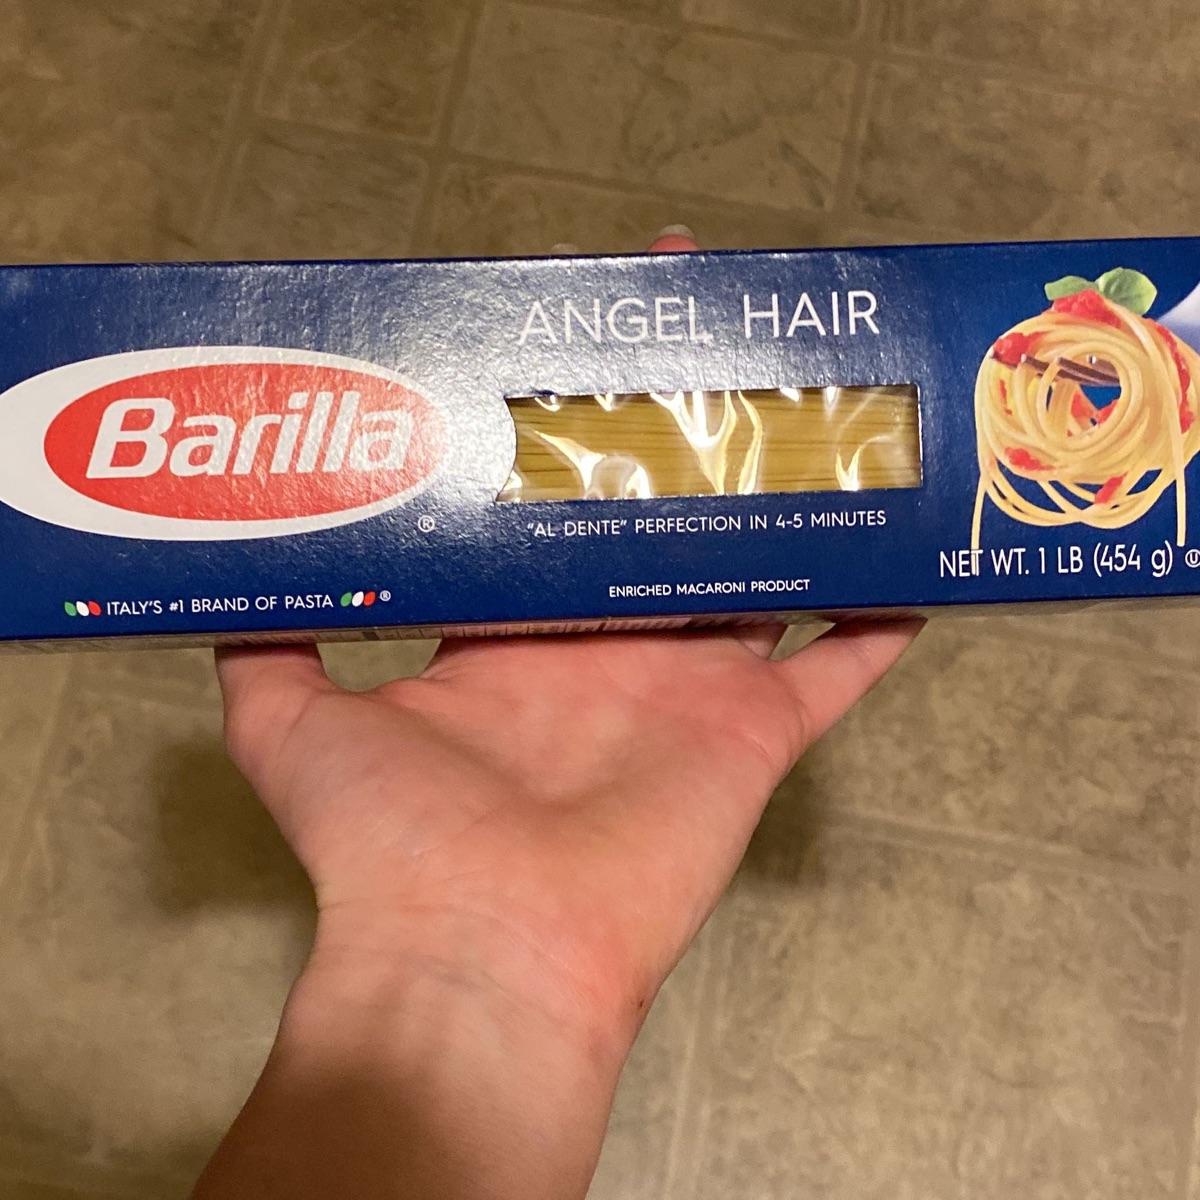 ANGEL HAIR
Barilla
®
"AL DENTE" PERFECTION IN 4-5 MINUTES
NET WT. 1 LB (454 g) U
ENRICHED MACARONI PRODUCT
ITALY'S #1 BRAND OF PASTA ®